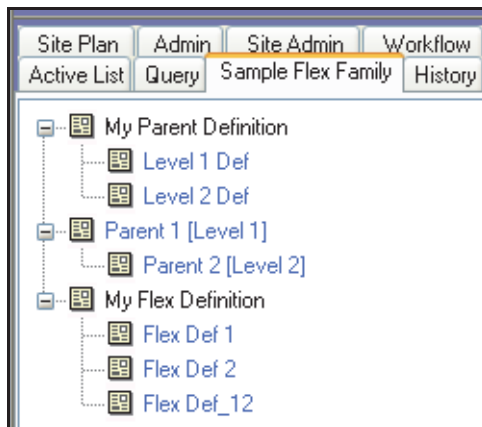 Site Plan Admin Site Admin Workflow
Active List Query Sample Flex Family History
My Parent Definition
Level 1 Def
Level 2 Def
Parent 1 [Level 1]
Parent 2 [Level 2]
My Flex Definition
Flex Def 1
Flex Def 2
Flex Def_12